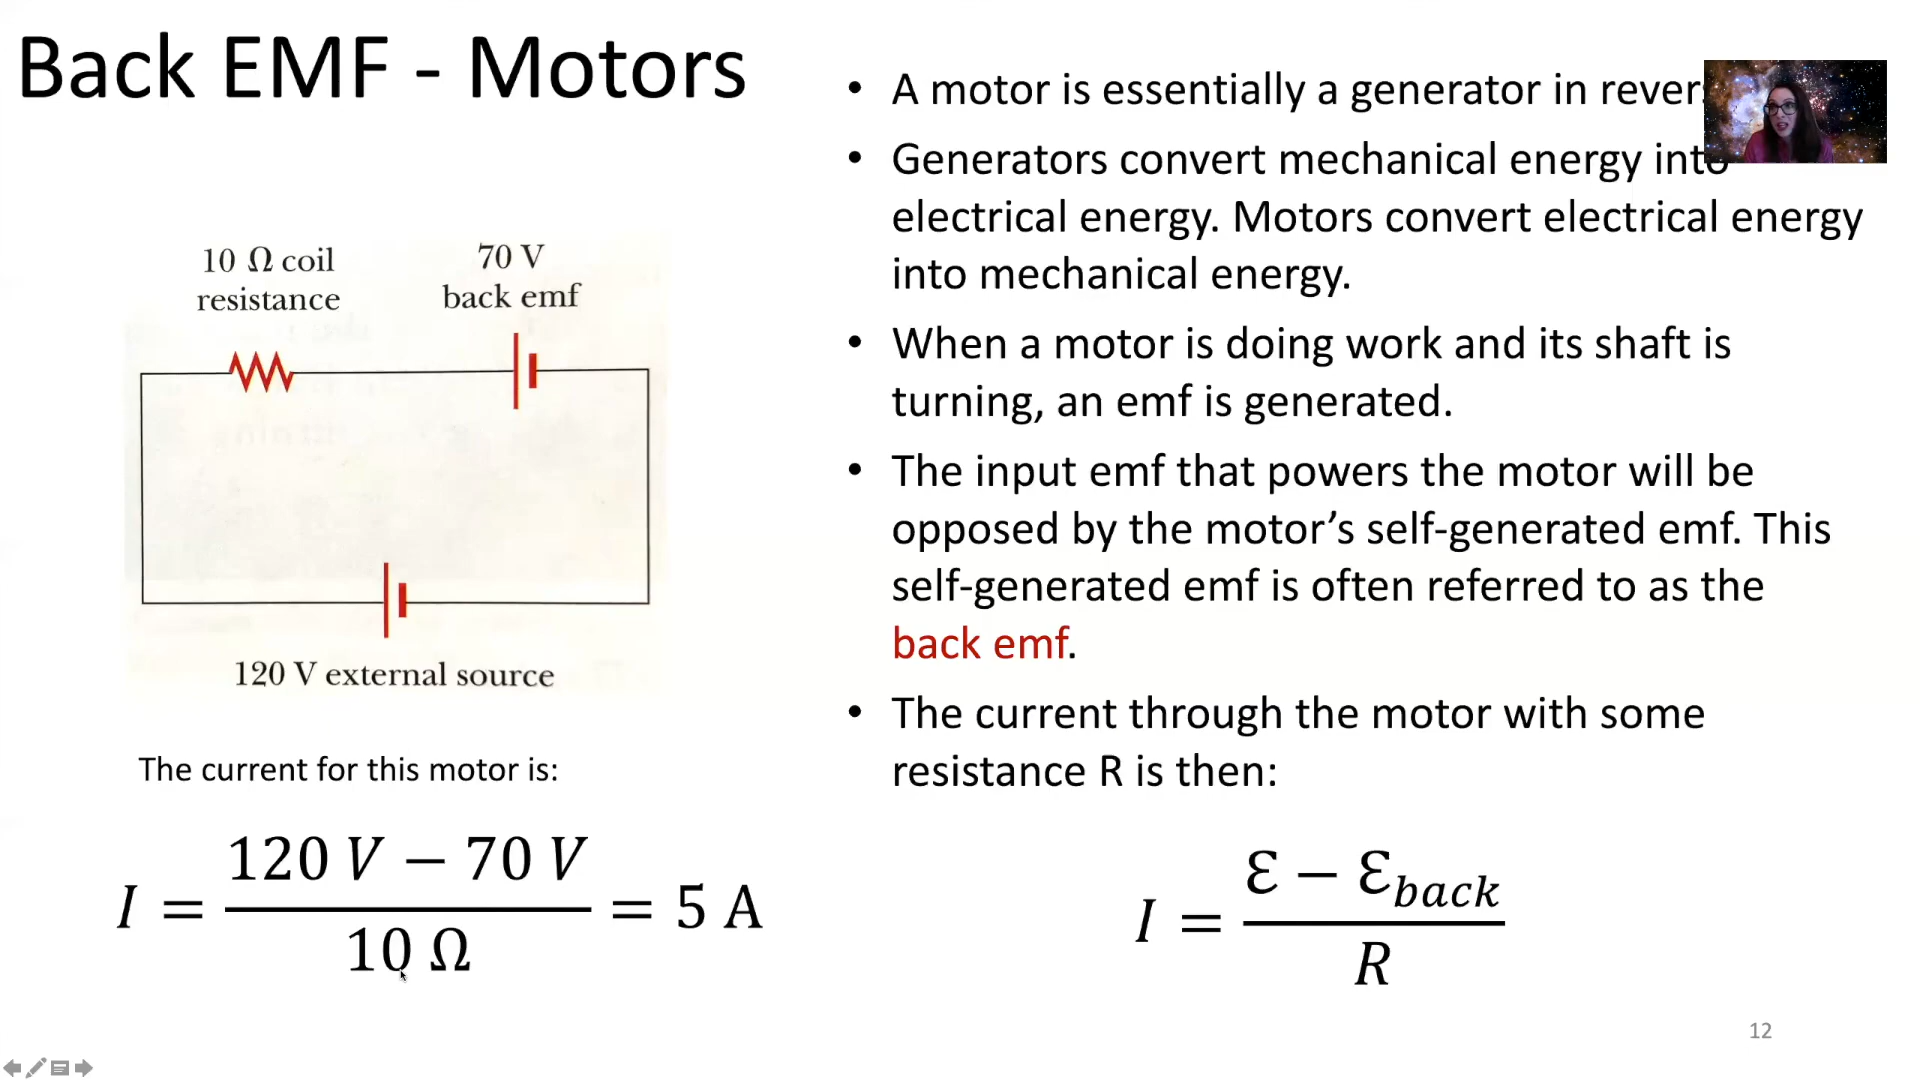 Back EMF - Motors
10 Ω coil
resistance
70 V
back emf
120 V external source
The current for this motor is:
I = (120 V − 70 V) / 10 Ω = 5 A
• A motor is essentially a generator in rever
• Generators convert mechanical energy into
electrical energy. Motors convert electrical energy
into mechanical energy.
• When a motor is doing work and its shaft is
turning, an emf is generated.
• The input emf that powers the motor will be
opposed by the motor’s self-generated emf. This
self-generated emf is often referred to as the
back emf.
• The current through the motor with some
resistance R is then:
I = (Ɛ − Ɛback) / R
12